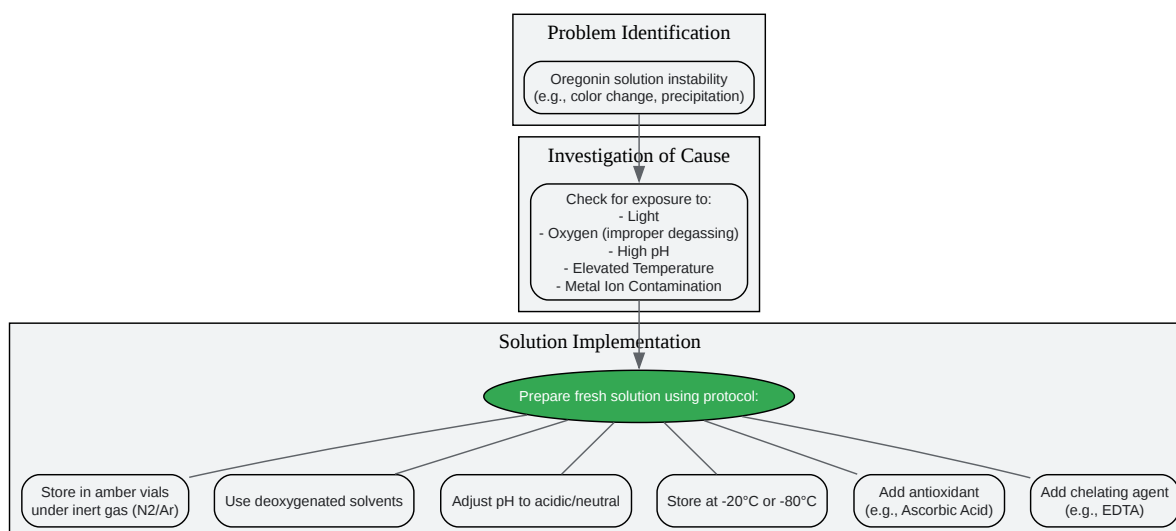 Problem Identification
Oregonin solution instability
(e.g., color change, precipitation)
Investigation of Cause
Check for exposure to:
- Light
- Oxygen (improper degassing)
- High pH
- Elevated Temperature
- Metal Ion Contamination
Solution Implementation
Prepare fresh solution using protocol:
Store in amber vials
under inert gas (N2/Ar)
Use deoxygenated solvents
Adjust pH to acidic/neutral
Store at -20°C or -80°C
Add antioxidant
(e.g., Ascorbic Acid)
Add chelating agent
(e.g., EDTA)